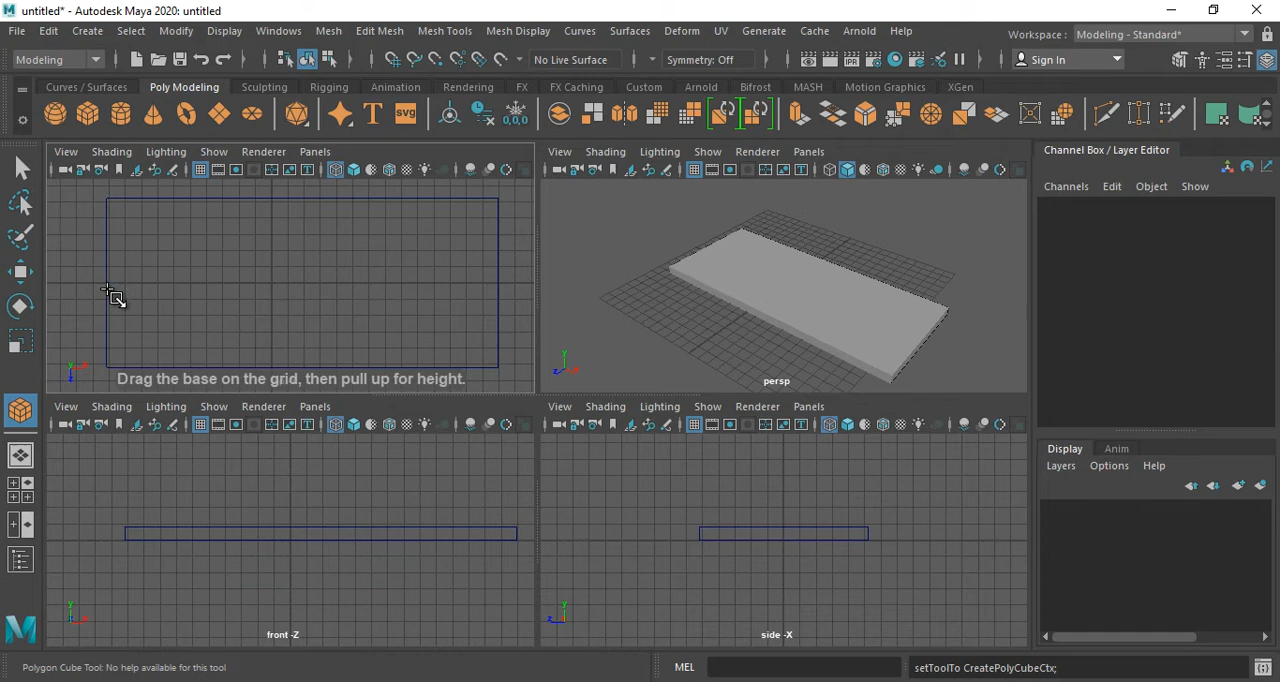 untitled* - Autodesk Maya 2020: untitled
File Edit Create Select Modify Display Windows Mesh Edit Mesh Mesh Tools Mesh Display Curves Surfaces Deform UV Generate Cache Arnold Help Workspace : Modeling - Standard*
Modeling No Live Surface Symmetry: Off Sign In
Curves / Surfaces Poly Modeling Sculpting Rigging Animation Rendering FX FX Caching Custom Arnold Bifrost MASH Motion Graphics XGen
T SVG 0,0,0
View Shading Lighting Show Renderer Panels
View Shading Lighting Show Renderer Panels
Channel Box / Layer Editor
Channels Edit Object Show
Drag the base on the grid, then pull up for height.
persp
View Shading Lighting Show Renderer Panels
View Shading Lighting Show Renderer Panels
Display Anim
Layers Options Help
front -Z
side -X
Polygon Cube Tool: No help available for this tool
MEL
setToolTo CreatePolyCubeCtx;